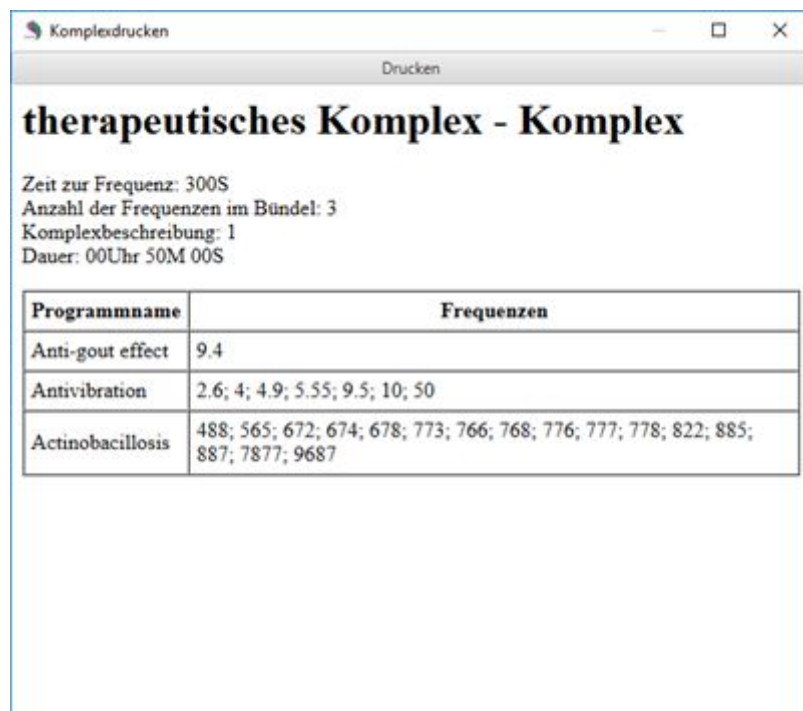 Komplexdrucken
Drucken
therapeutisches Komplex - Komplex
Zeit zur Frequenz: 300S
Anzahl der Frequenzen im Bündel: 3
Komplexbeschreibung: 1
Dauer: 00Uhr 50M 00S
Programmname Frequenzen
Anti-gout effect 9.4
Antivibration 2.6; 4; 4.9; 5.55; 9.5; 10; 50
Actinobacillosis 488; 565; 672; 674; 678; 773; 766; 768; 776; 777; 778; 822; 885;
887; 7877; 9687